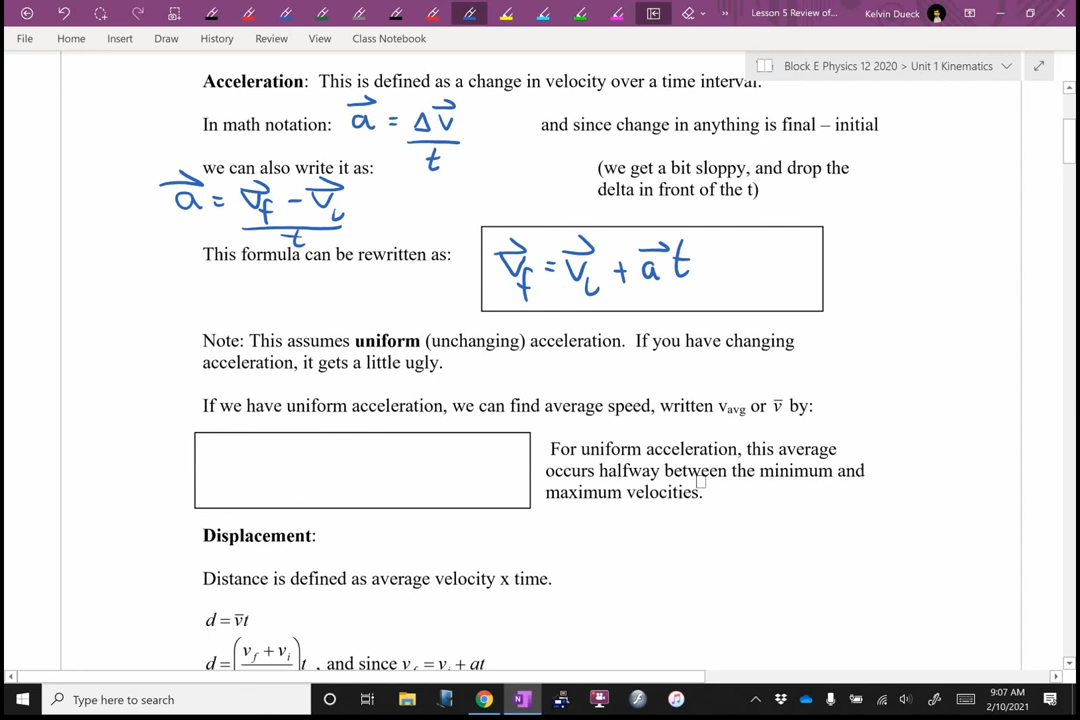 Lesson 5 Review of...
Kelvin Dueck
File Home Insert Draw History Review View Class Notebook
Block E Physics 12 2020 > Unit 1 Kinematics
Acceleration: This is defined as a change in velocity over a time interval.
In math notation: a⃗ = Δv⃗ / t and since change in anything is final – initial
we can also write it as: (we get a bit sloppy, and drop the
delta in front of the t)
a⃗ = v⃗f − v⃗i / t
This formula can be rewritten as: v⃗f = v⃗i + a⃗ t
Note: This assumes uniform (unchanging) acceleration. If you have changing
acceleration, it gets a little ugly.
If we have uniform acceleration, we can find average speed, written vavg or v̅ by:
For uniform acceleration, this average
occurs halfway between the minimum and
maximum velocities.
Displacement:
Distance is defined as average velocity x time.
d = v̅t
d = (vf + vi / ) t , and since vf = vi + at
Type here to search
9:07 AM
2/10/2021